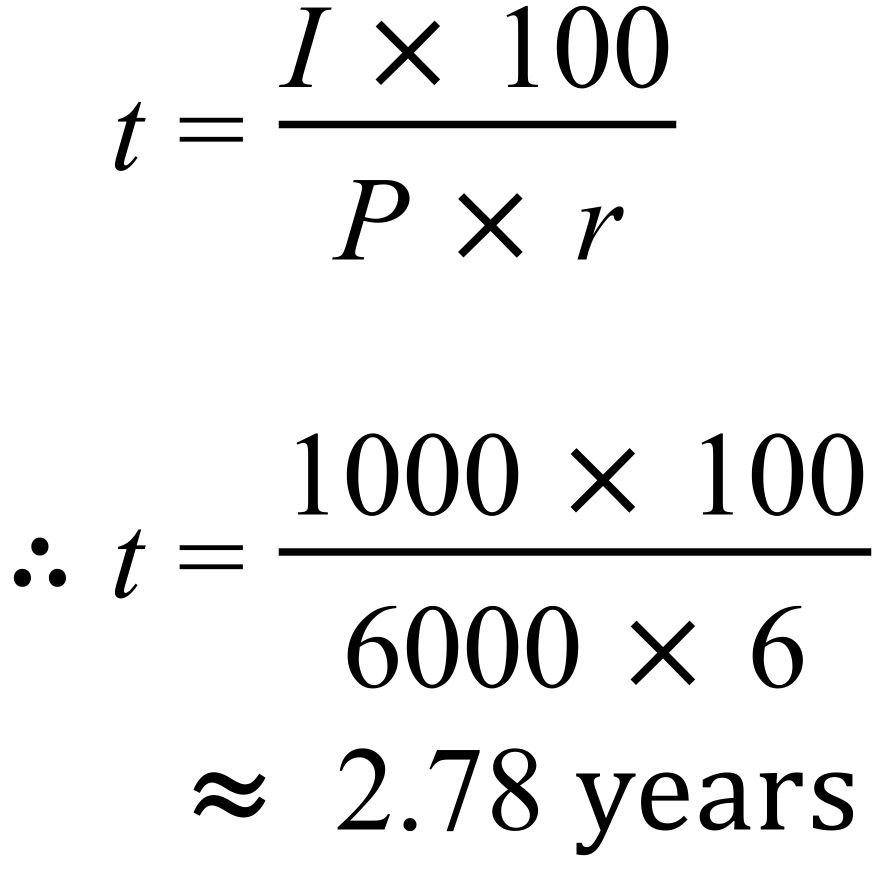 t = I × 100 / P × r
∴ t = 1000 × 100 / 6000 × 6
≈ 2.78 years